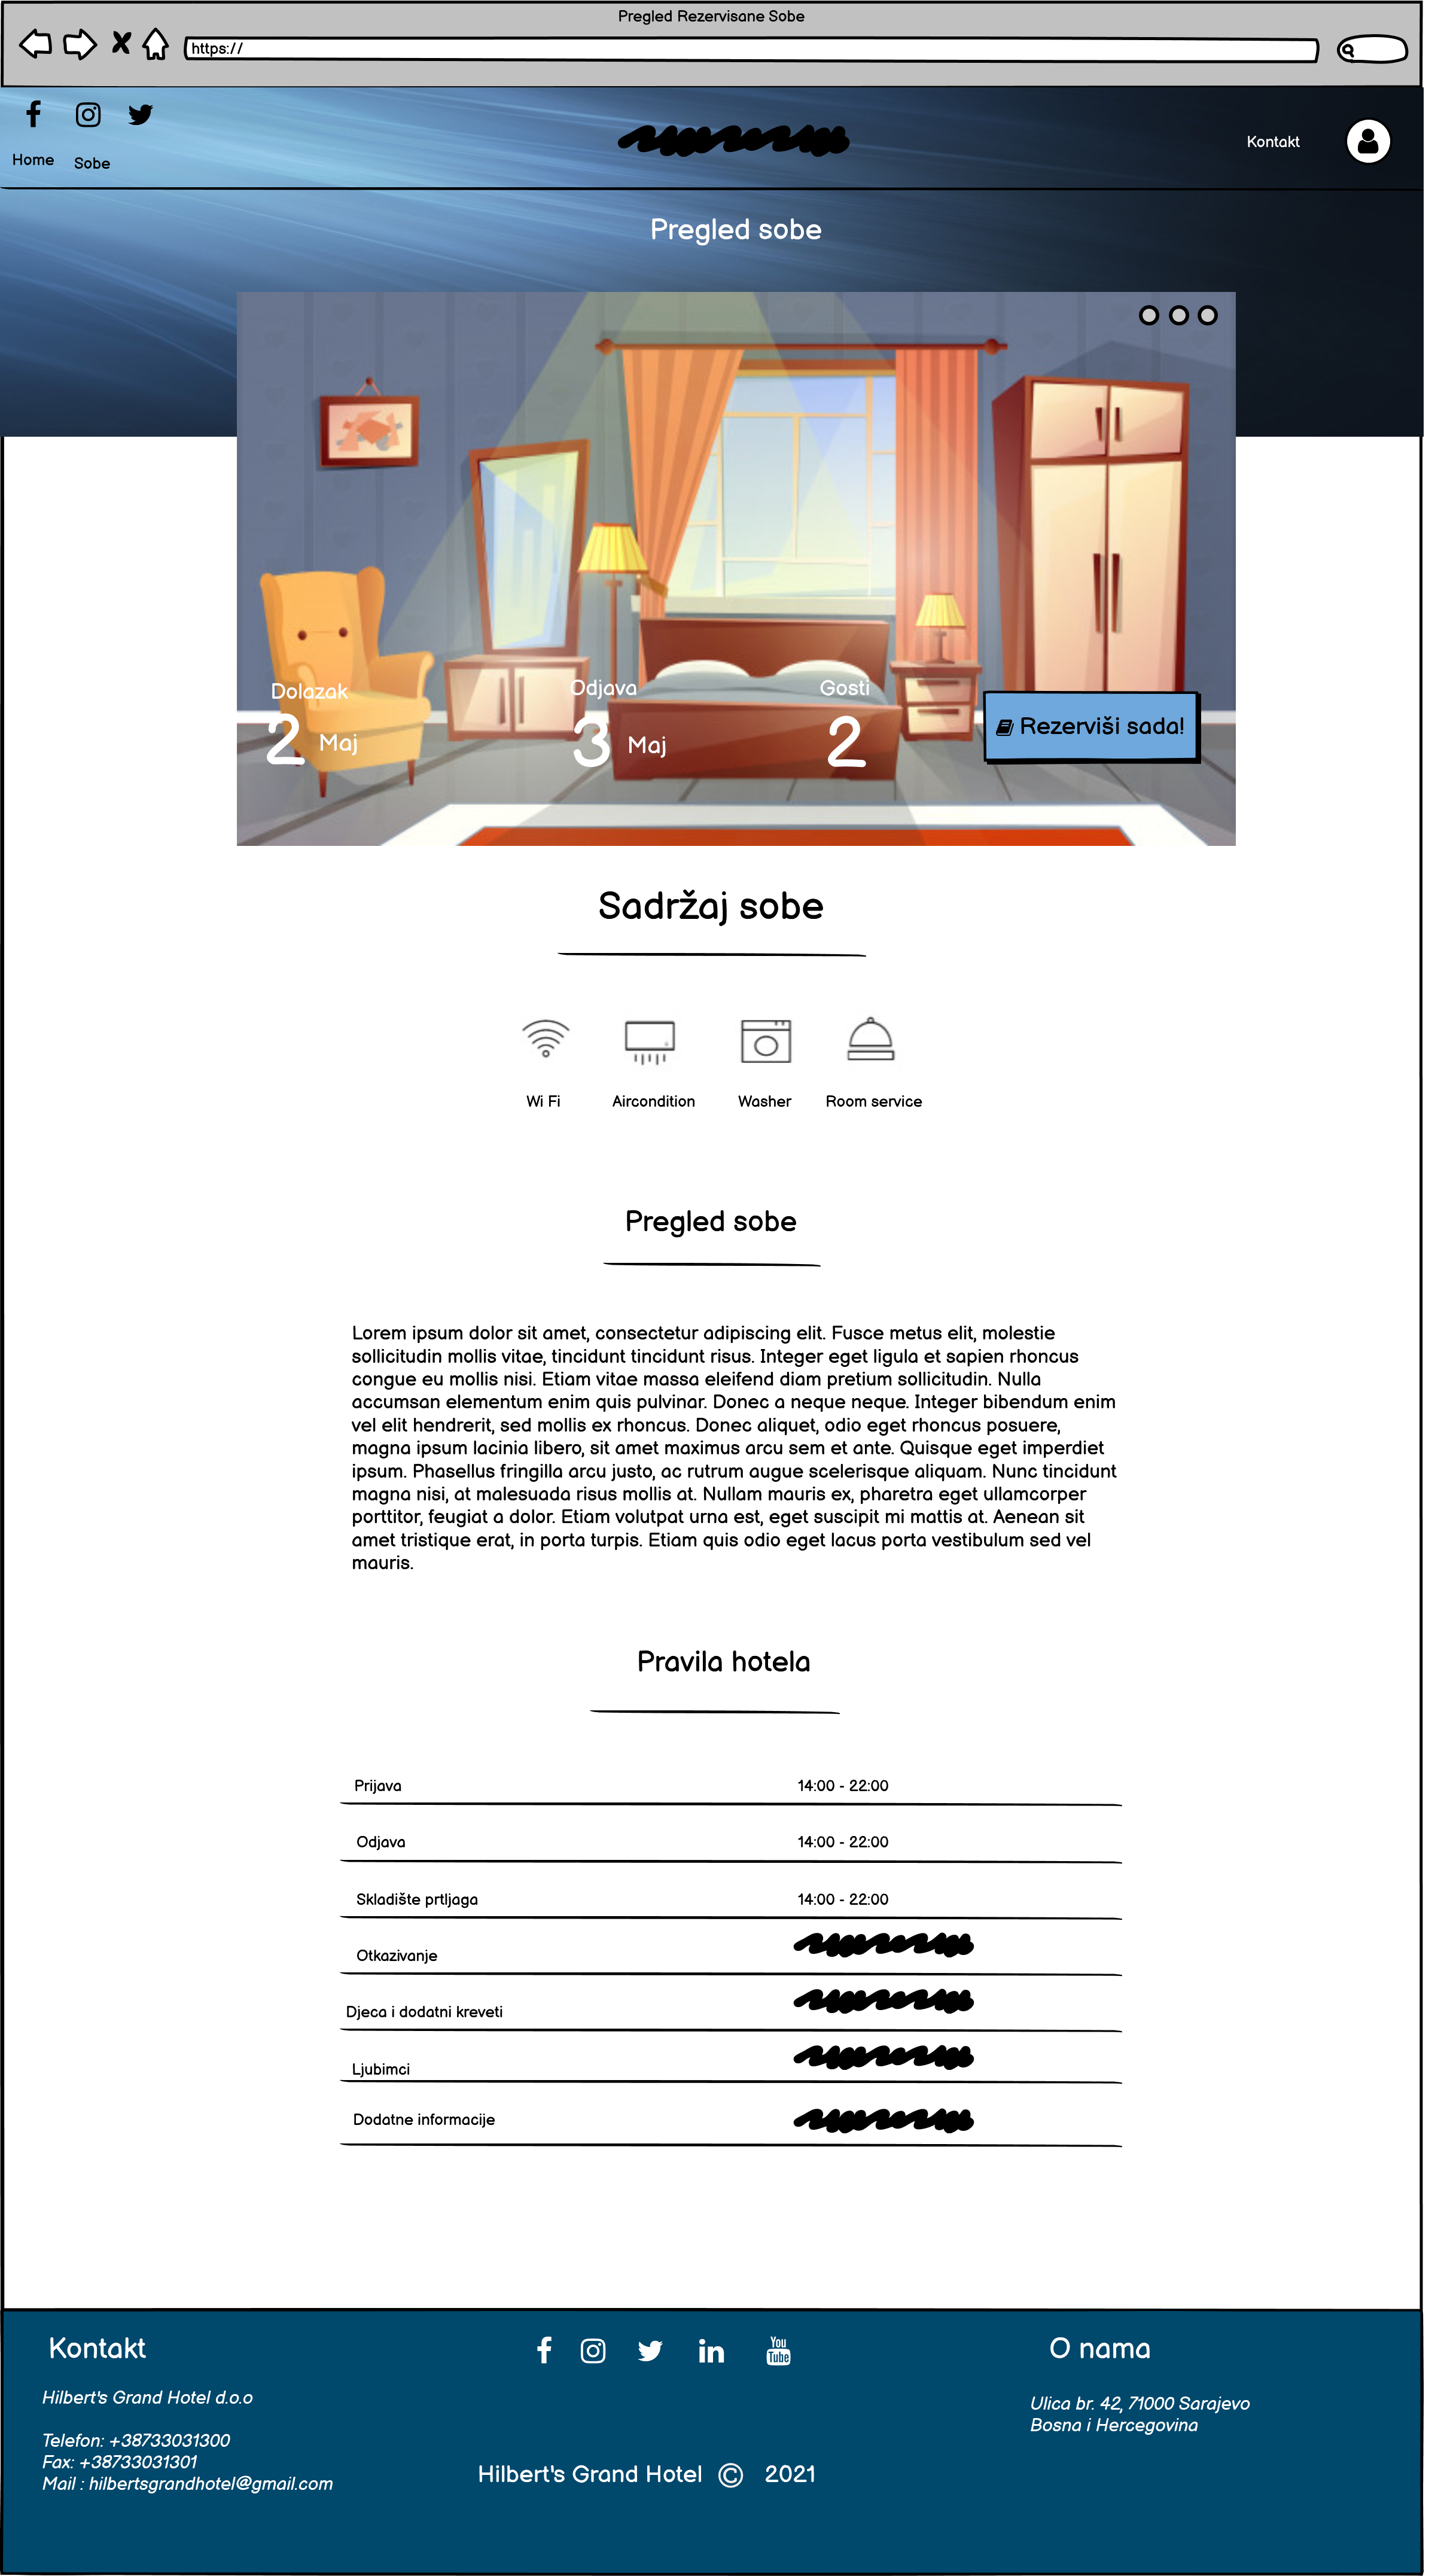 Pregled Rezervisane Sobe
https://
Home
Sobe
Kontakt
Pregled sobe
Dolazak
2 Maj
Odjava
3 Maj
Gosti
2
Rezerviši sada!
Sadržaj sobe
Wi Fi
Aircondition
Washer
Room service
Pregled sobe
Lorem ipsum dolor sit amet, consectetur adipiscing elit. Fusce metus elit, molestie
sollicitudin mollis vitae, tincidunt tincidunt risus. Integer eget ligula et sapien rhoncus
congue eu mollis nisi. Etiam vitae massa eleifend diam pretium sollicitudin. Nulla
accumsan elementum enim quis pulvinar. Donec a neque neque. Integer bibendum enim
vel elit hendrerit, sed mollis ex rhoncus. Donec aliquet, odio eget rhoncus posuere,
magna ipsum lacinia libero, sit amet maximus arcu sem et ante. Quisque eget imperdiet
ipsum. Phasellus fringilla arcu justo, ac rutrum augue scelerisque aliquam. Nunc tincidunt
magna nisi, at malesuada risus mollis at. Nullam mauris ex, pharetra eget ullamcorper
porttitor, feugiat a dolor. Etiam volutpat urna est, eget suscipit mi mattis at. Aenean sit
amet tristique erat, in porta turpis. Etiam quis odio eget lacus porta vestibulum sed vel
mauris.
Pravila hotela
Prijava 14:00 - 22:00
Odjava 14:00 - 22:00
Skladište prtljaga 14:00 - 22:00
Otkazivanje
Djeca i dodatni kreveti
Ljubimci
Dodatne informacije
Kontakt
Hilbert's Grand Hotel d.o.o
Telefon: +38733031300
Fax: +38733031301
Mail : hilbertsgrandhotel@gmail.com
You
Tube
Hilbert's Grand Hotel © 2021
O nama
Ulica br. 42, 71000 Sarajevo
Bosna i Hercegovina